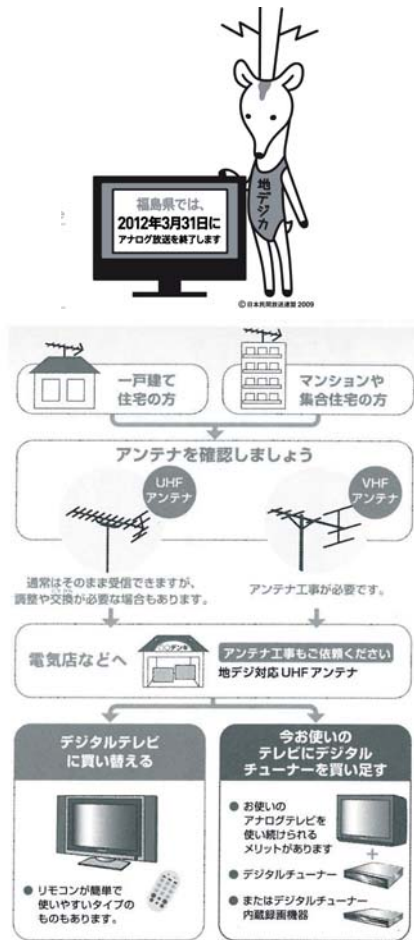 福島県では、
2012年3月31日に
アナログ放送を終了します
地デジカ
©日本民間放送連盟 2009
一戸建て
住宅の方
マンションや
集合住宅の方
アンテナを確認しましょう
UHF
アンテナ
VHF
アンテナ
通常はそのまま受信できますが、
調整や交換が必要な場合もあります。
アンテナ工事が必要です。
電気店などへ
アンテナ工事もご依頼ください
地デジ対応UHFアンテナ
デジタルテレビ
に買い替える
● リモコンが簡単で
使いやすいタイプの
ものもあります。
今お使いの
テレビにデジタル
チューナーを買い足す
● お使いの
アナログテレビを
使い続けられる
メリットがあります
+
● デジタルチューナー
● またはデジタルチューナー
内蔵録画機器